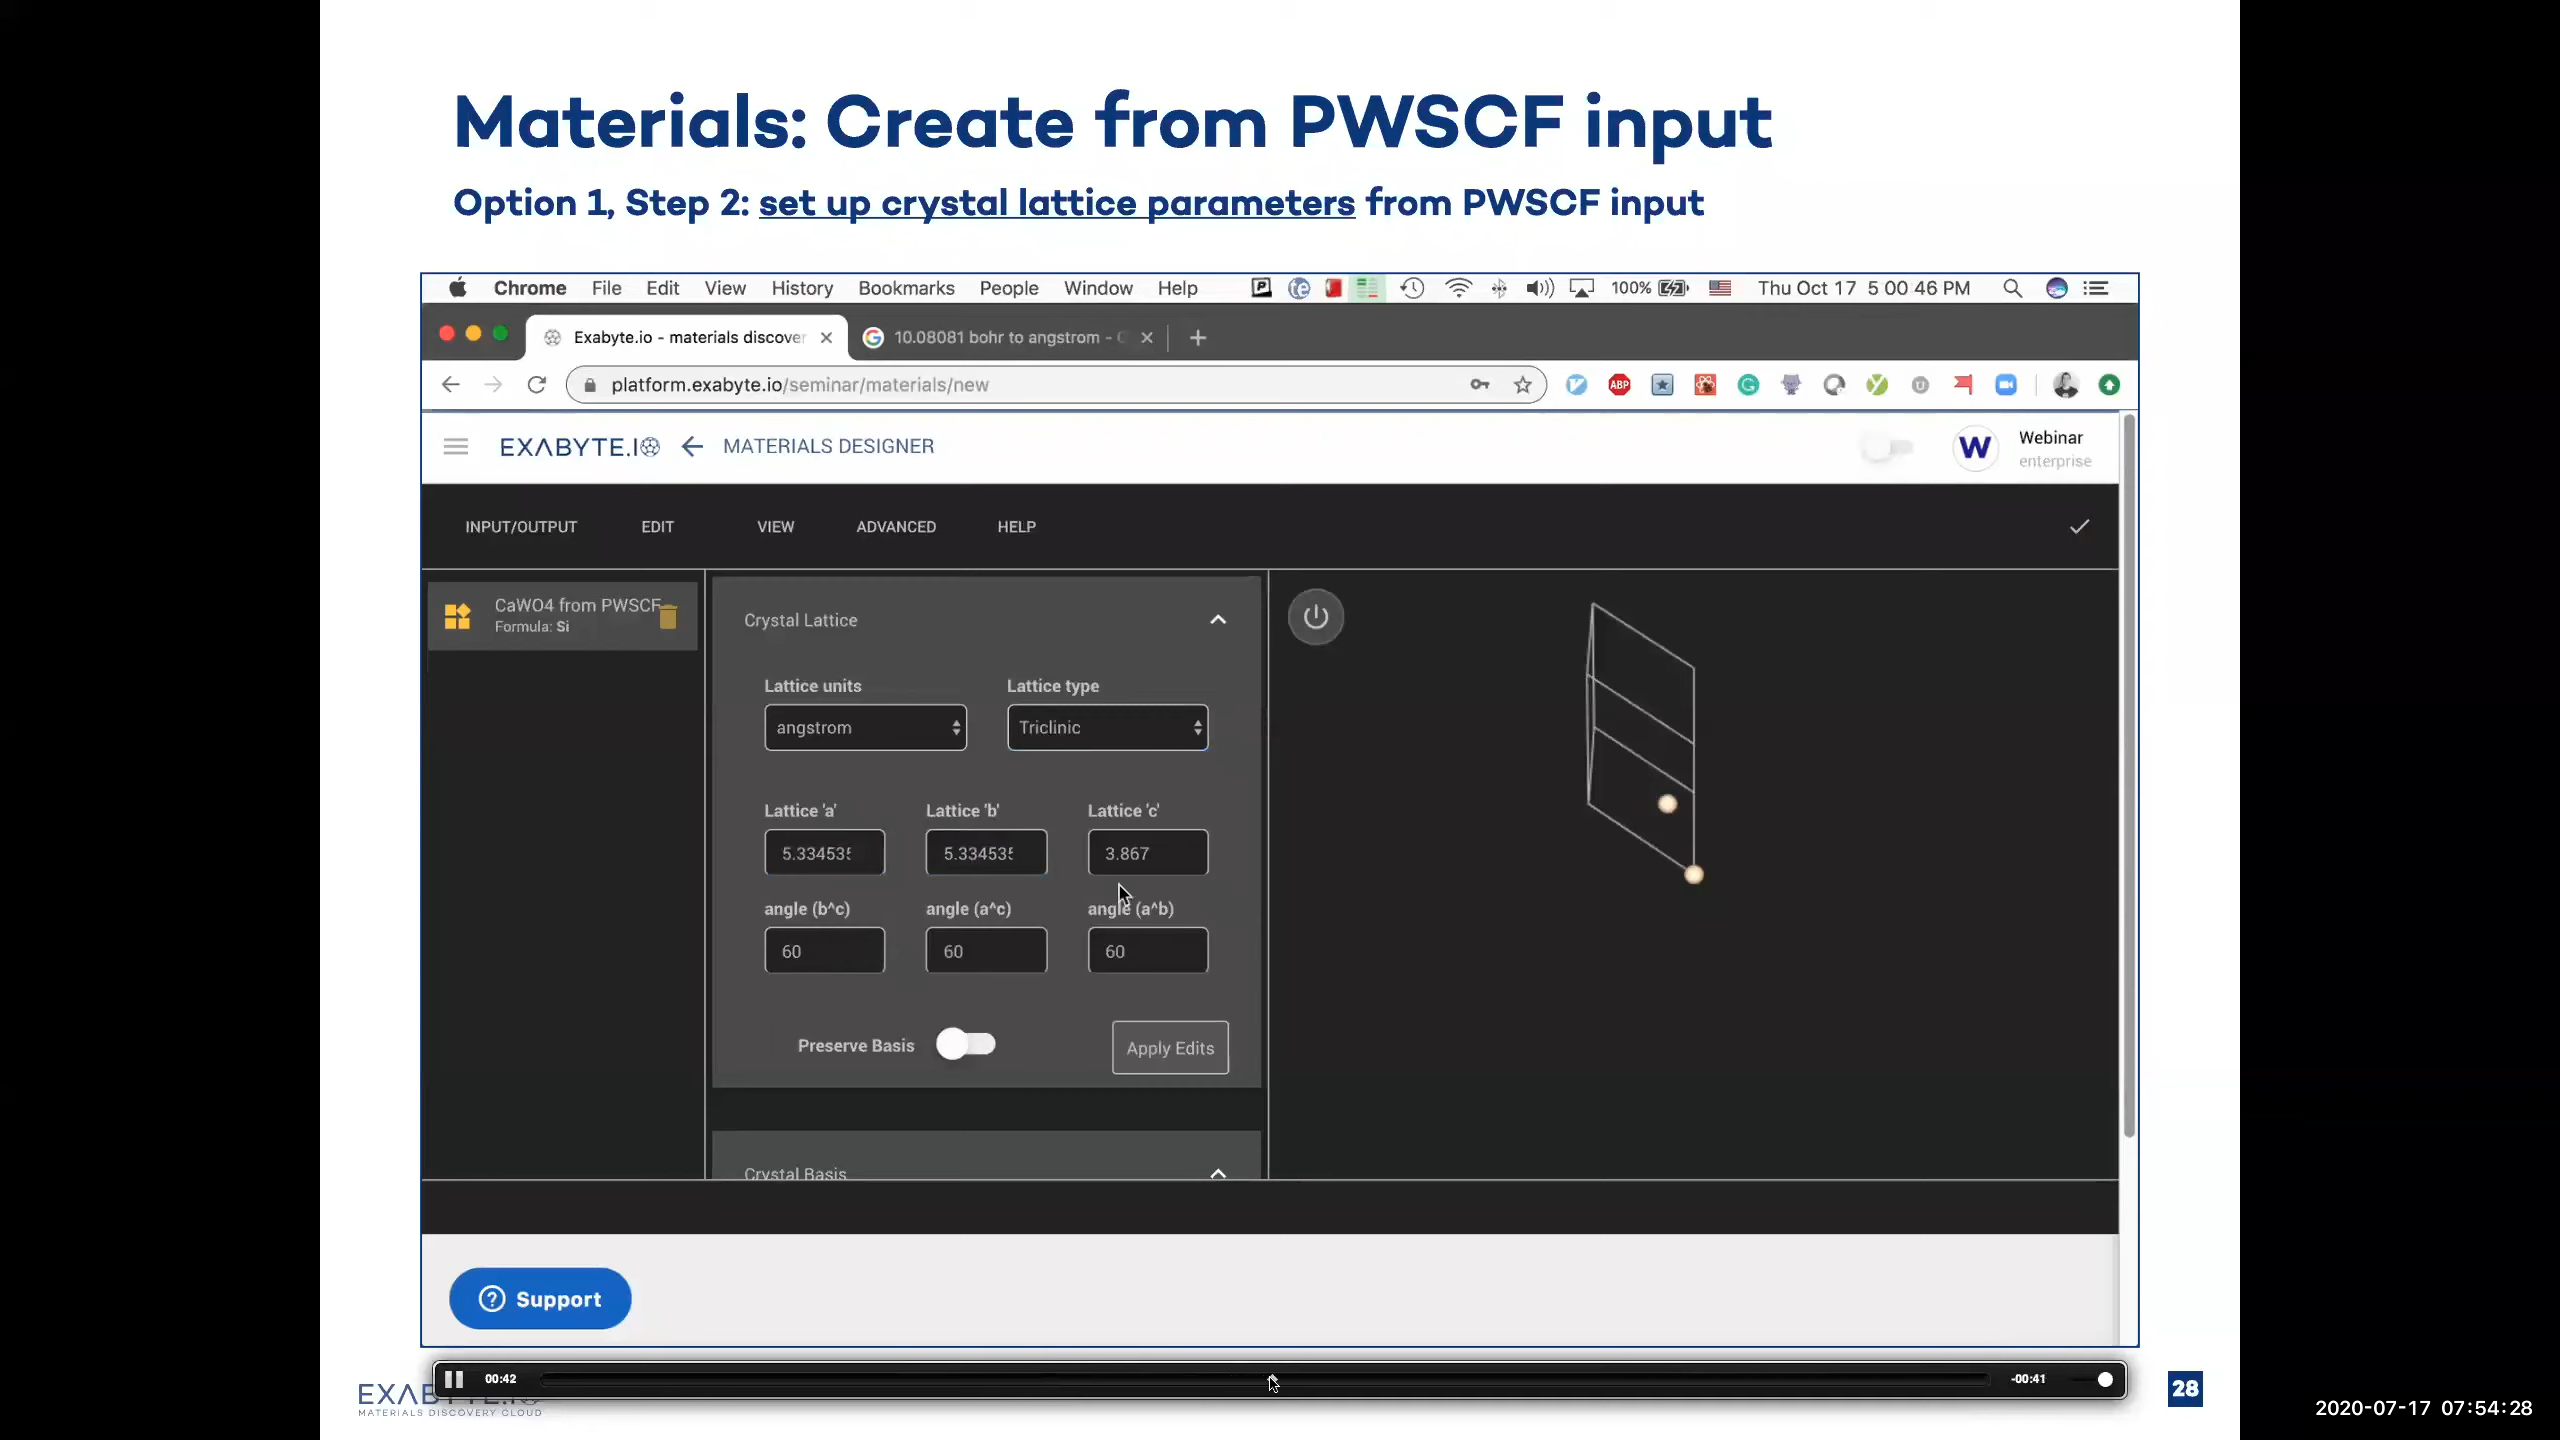 Materials: Create from PWSCF input
Option 1, Step 2: set up crystal lattice parameters from PWSCF input
Chrome File Edit View History Bookmarks People Window Help 100% Thu Oct 17 5 00 46 PM
Exabyte.io - materials discover 10.08081 bohr to angstrom -
platform.exabyte.io/seminar/materials/new ABP
EXABYTE.IO MATERIALS DESIGNER W Webinar
enterprise
INPUT/OUTPUT EDIT VIEW ADVANCED HELP
CaWO4 from PWSCF
Formula: Si
Crystal Lattice
Lattice units Lattice type
angstrom Triclinic
Lattice 'a' Lattice 'b' Lattice 'c'
5.33453 5.33453 3.867
angle (b^c) angle (a^c) angle (a^b)
60 60 60
Preserve Basis Apply Edits
Crystal Basis
? Support
00:42 -00:41
MATERIALS DISCOVERY CLOUD
28
2020-07-17 07:54:28